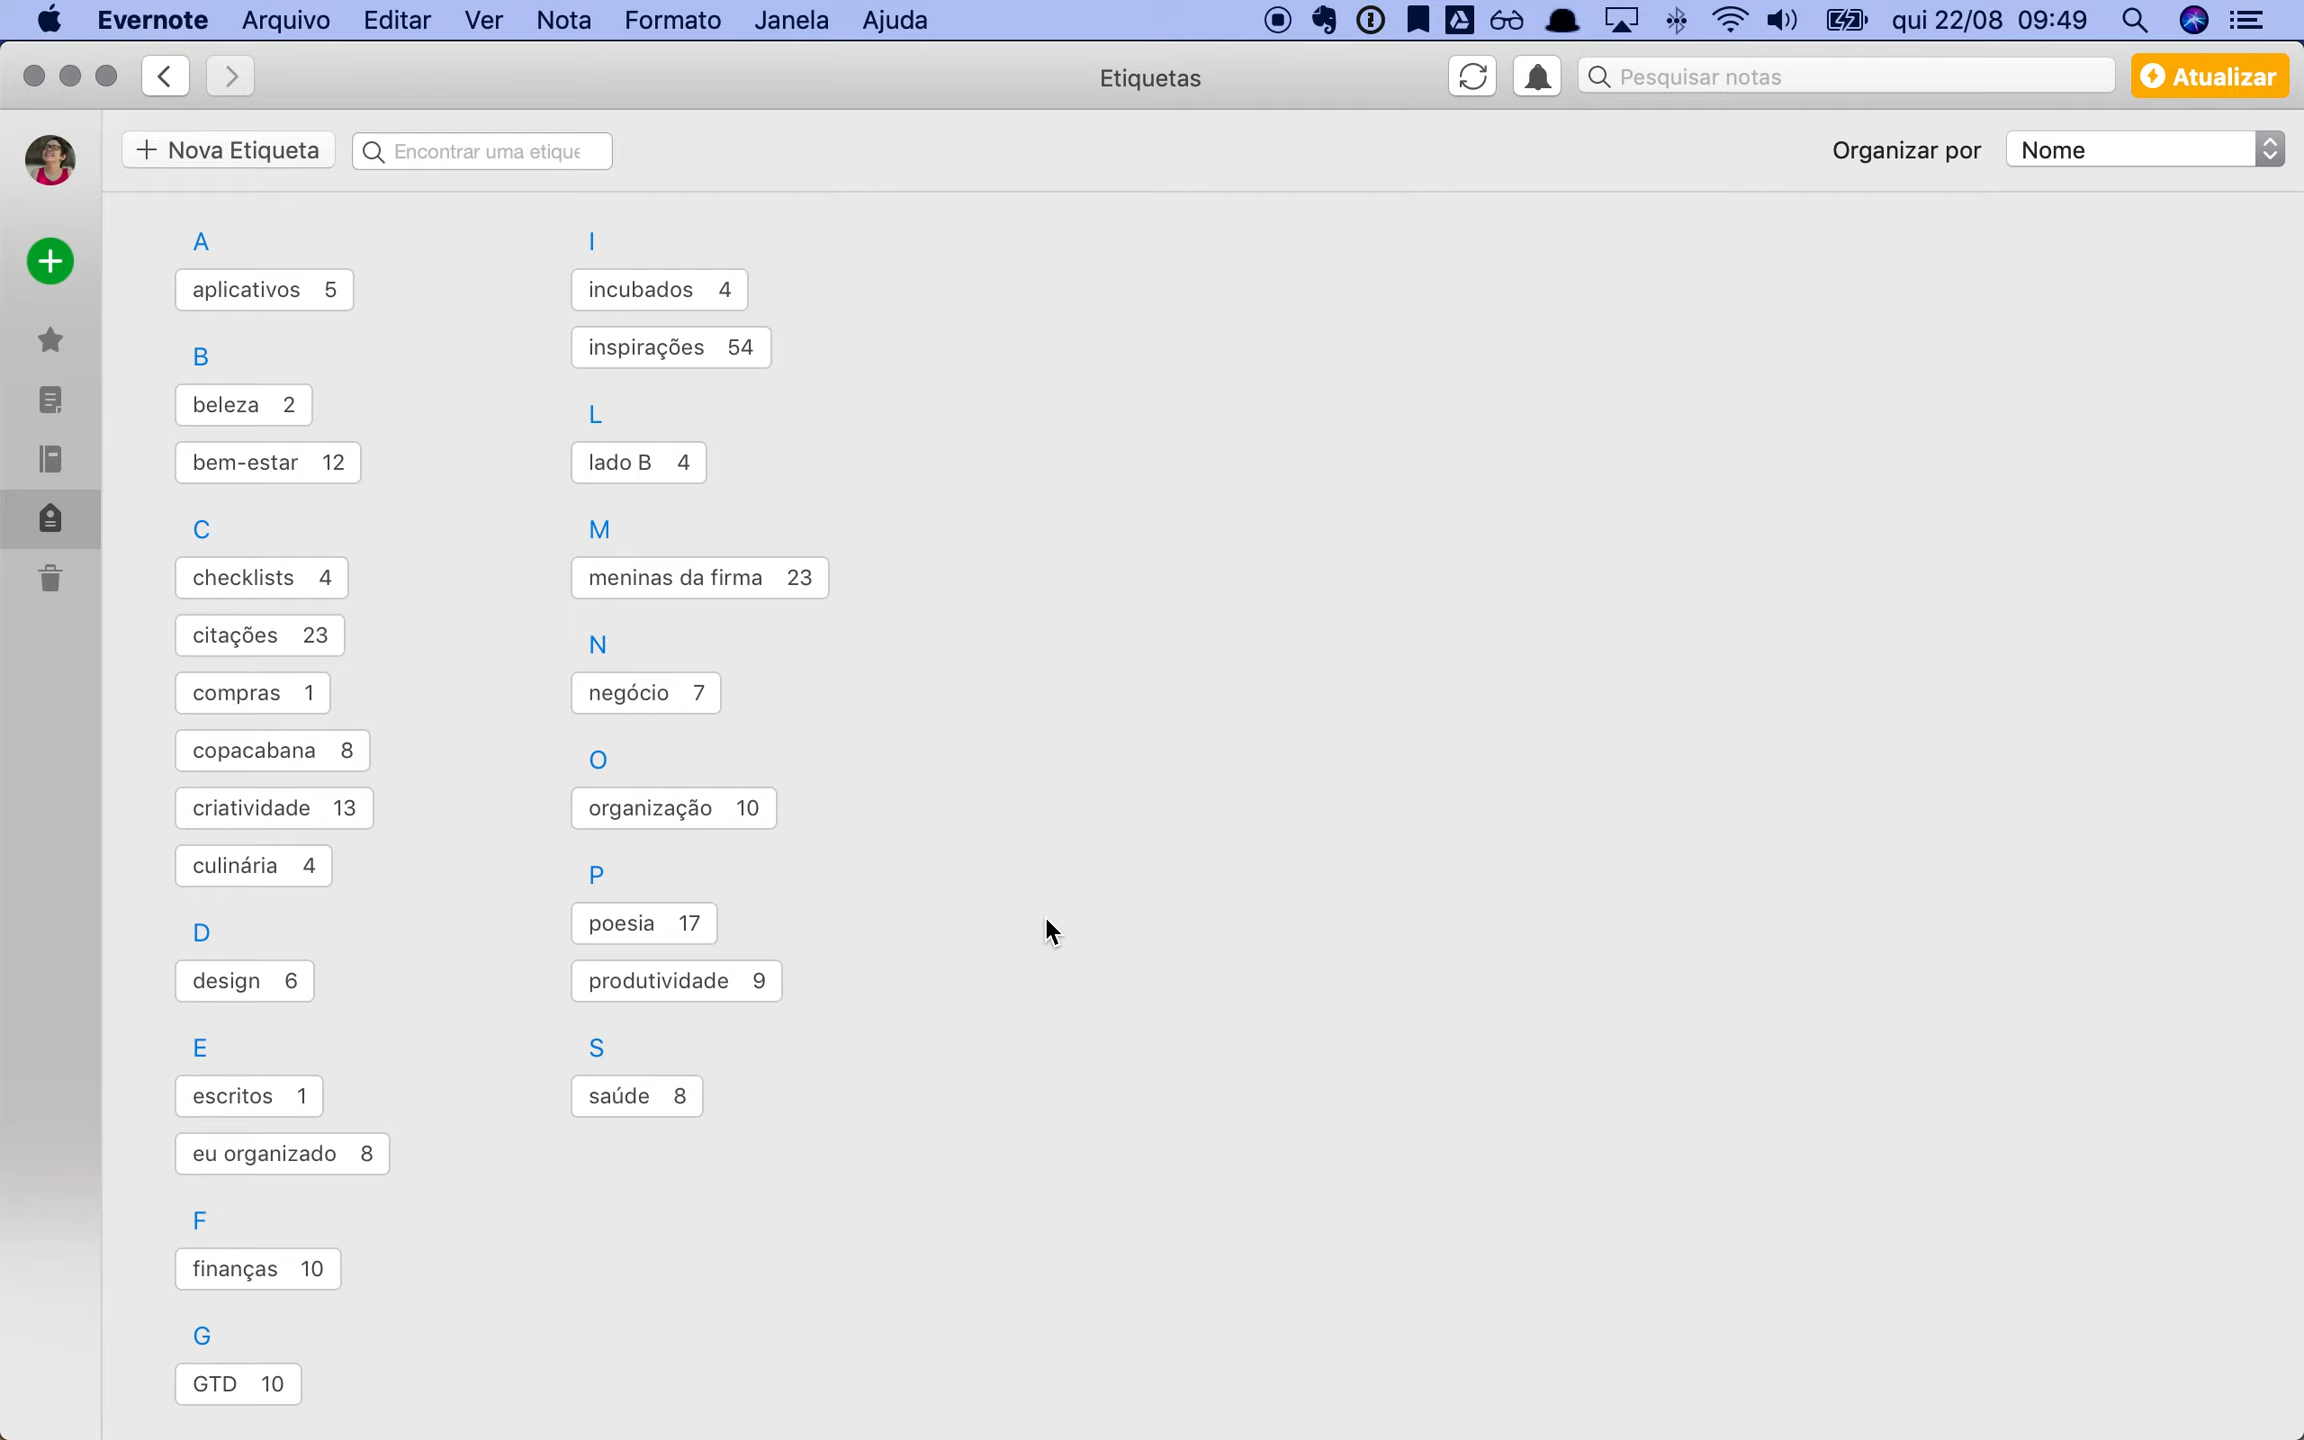 Evernote Arquivo Editar Ver Nota Formato Janela Ajuda qui 22/08 09:49
Etiquetas Pesquisar notas Atualizar
Nova Etiqueta Encontrar uma etique Organizar por Nome
A
aplicativos 5
B
beleza 2
bem-estar 12
C
checklists 4
citações 23
compras 1
copacabana 8
criatividade 13
culinária 4
D
design 6
E
escritos 1
eu organizado 8
F
finanças 10
G
GTD 10
I
incubados 4
inspirações 54
L
lado B 4
M
meninas da firma 23
N
negócio 7
O
organização 10
P
poesia 17
produtividade 9
S
saúde 8